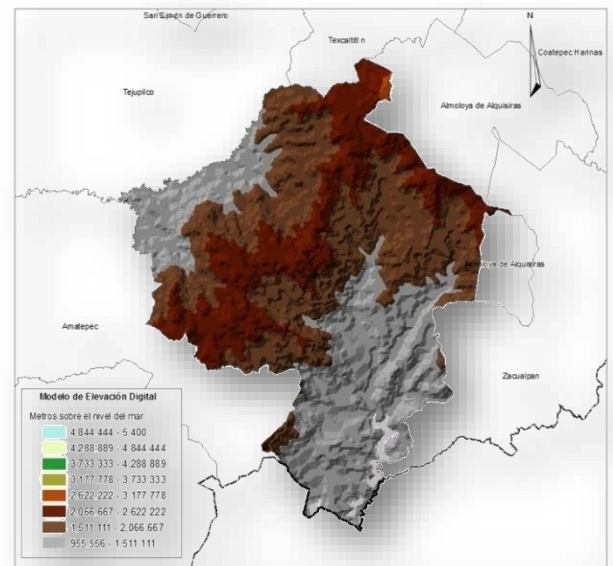 San Simón de Guerrero
N
Texcaltitlán
Coatepec Harinas
Tejupilco
Almoloya de Alquisiras
Almoloya de Alquisiras
Amatepec
Zacualpan
Modelo de Elevación Digital
Metros sobre el nivel del mar
4 844 444 - 5 400
4 288 889 - 4 844 444
3 733 333 - 4 288 889
3 177 778 - 3 733 333
2 622 222 - 3 177 778
2 066 667 - 2 622 222
1 511 111 - 2 066 667
955 556 - 1 511 111